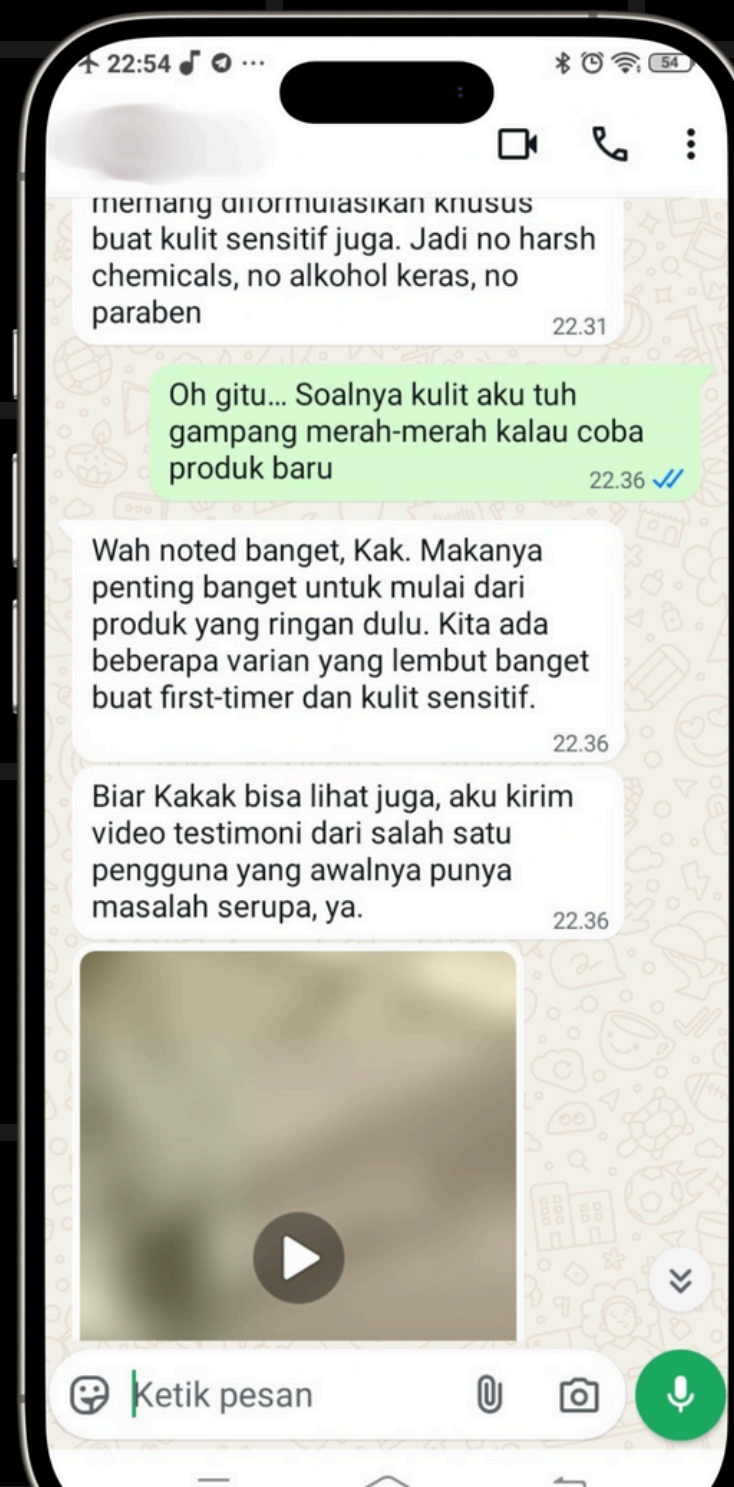 22:54 ...
54
memang diformulasikan khusus
buat kulit sensitif juga. Jadi no harsh
chemicals, no alkohol keras, no
paraben
22.31
Oh gitu... Soalnya kulit aku tuh
gampang merah-merah kalau coba
produk baru
22.36
Wah noted banget, Kak. Makanya
penting banget untuk mulai dari
produk yang ringan dulu. Kita ada
beberapa varian yang lembut banget
buat first-timer dan kulit sensitif.
22.36
Biar Kakak bisa lihat juga, aku kirim
video testimoni dari salah satu
pengguna yang awalnya punya
masalah serupa, ya.
22.36
Ketik pesan